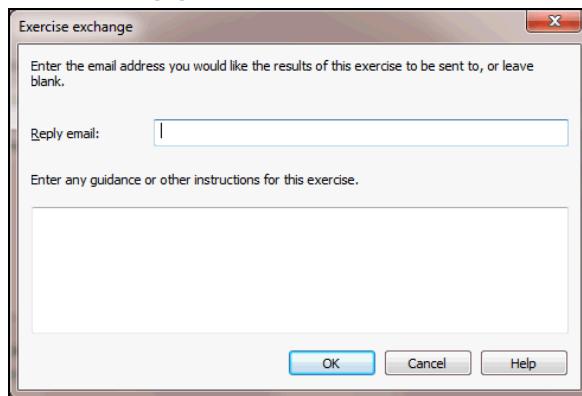 Exercise exchange
Enter the email address you would like the results of this exercise to be sent to, or leave
blank.
Reply email:
Enter any guidance or other instructions for this exercise.
OK Cancel Help